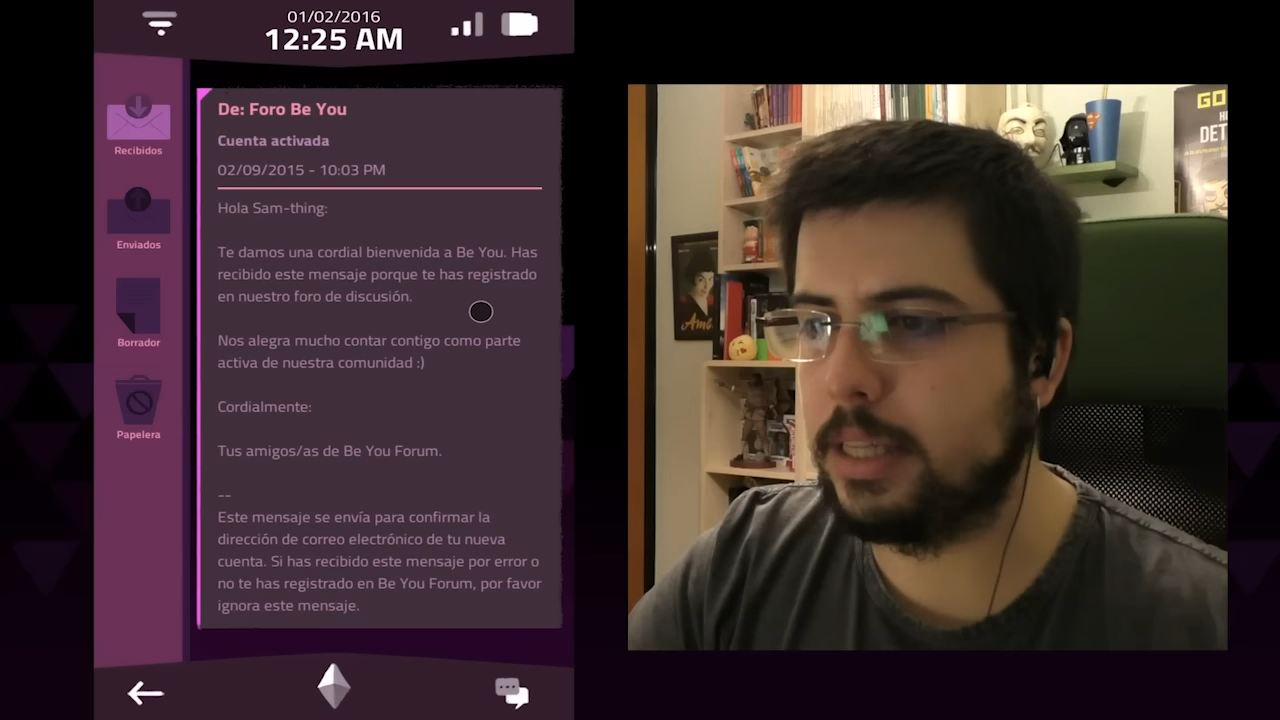 01/02/2016
12:25 AM
Recibidos
Enviados
Borrador
Papelera
De: Foro Be You
Cuenta activada
02/09/2015 - 10:03 PM
Hola Sam-thing:
Te damos una cordial bienvenida a Be You. Has
recibido este mensaje porque te has registrado
en nuestro foro de discusión.
Nos alegra mucho contar contigo como parte
activa de nuestra comunidad :)
Cordialmente:
Tus amigos/as de Be You Forum.
--
Este mensaje se envía para confirmar la
dirección de correo electrónico de tu nueva
cuenta. Si has recibido este mensaje por error o
no te has registrado en Be You Forum, por favor
ignora este mensaje.
GO
DET